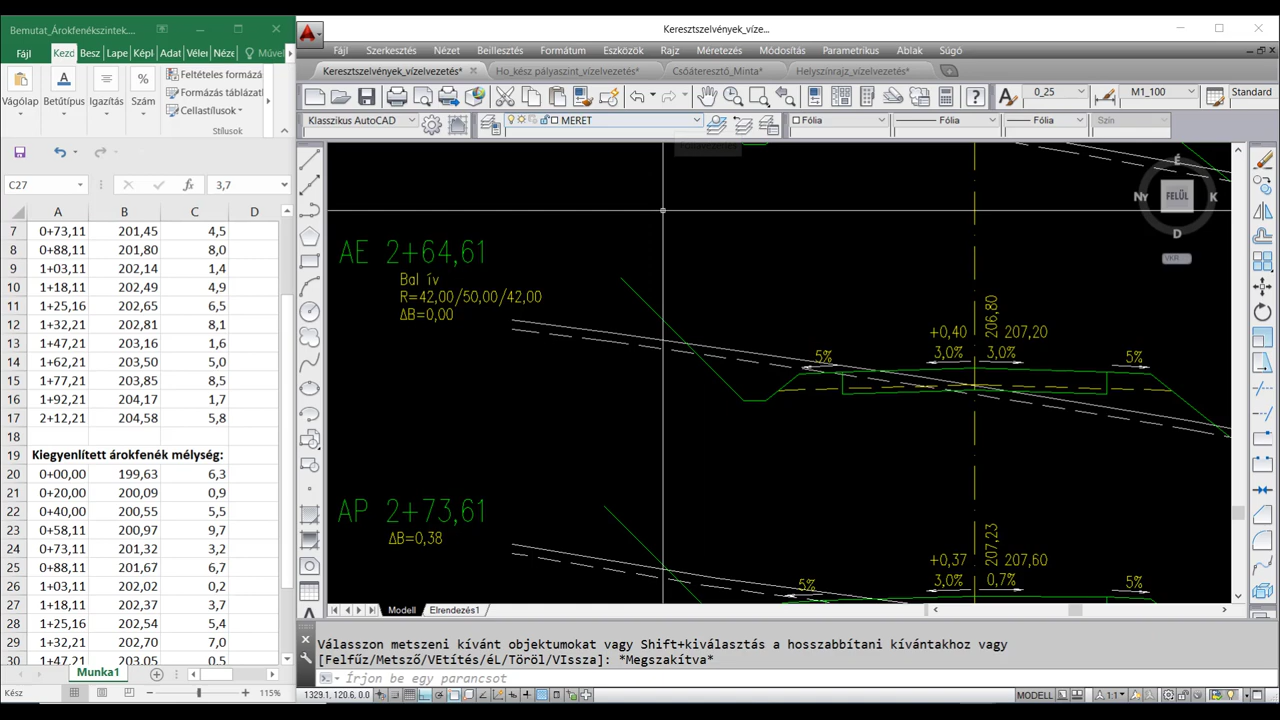 Bemutat_Árokfenékszintek....
Fájl
Kezd
Besz
Lape
Képl
Adat
Véle
Néze
Művel
Vágólap
Betűtípus
Igazítás
Szám
Feltételes formázá
Formázás táblázatl
Cellastílusok
Stílusok
C27
3,7
A B C D
7 0+73,11 201,45 4,5
8 0+88,11 201,80 8,0
9 1+03,11 202,14 1,4
10 1+18,11 202,49 4,9
11 1+25,16 202,65 6,5
12 1+32,21 202,81 8,1
13 1+47,21 203,16 1,6
14 1+62,21 203,50 5,0
15 1+77,21 203,85 8,5
16 1+92,21 204,17 1,7
17 2+12,21 204,58 5,8
18
19 Kiegyenlített árokfenék mélység:
20 0+00,00 199,63 6,3
21 0+20,00 200,09 0,9
22 0+40,00 200,55 5,5
23 0+58,11 200,97 9,7
24 0+73,11 201,32 3,2
25 0+88,11 201,67 6,7
26 1+03,11 202,02 0,2
27 1+18,11 202,37 3,7
28 1+25,16 202,54 5,4
29 1+32,21 202,70 7,0
30 1+47,21 203,05 0,5
Munka1
Kész
115%
Keresztszelvények_víze...
Fájl Szerkesztés Nézet Beillesztés Formátum Eszközök Rajz Méretezés Módosítás Parametrikus Ablak Súgó
Keresztszelvények_vízelvezetés*
Ho_kész pályaszint_vízelvezetés*
Csőáteresztő_Minta*
Helyszínrajz_vízelvezetés*
0_25
M1_100
Standard
Klasszikus AutoCAD
MERET
Fólia
Fólia
Fólia
Szín
É
Ny
FELÜL
K
D
VKR
AE 2+64,61
Bal ív
R=42,00/50,00/42,00
ΔB=0,00
5%
+0,40
3,0%
206,80
207,20
3,0%
5%
AP 2+73,61
ΔB=0,38
5%
+0,37
3,0%
207,23
207,60
0,7%
5%
Modell
Elrendezés1
Válasszon metszeni kívánt objektumokat vagy Shift+kiválasztás a hosszabbítani kívántakhoz vagy
[Felfűz/Metsző/VEtítés/éL/Töröl/VIssza]: *Megszakítva*
Írjon be egy parancsot
1329.1, 120.6, 0.0
MODELL
1:1